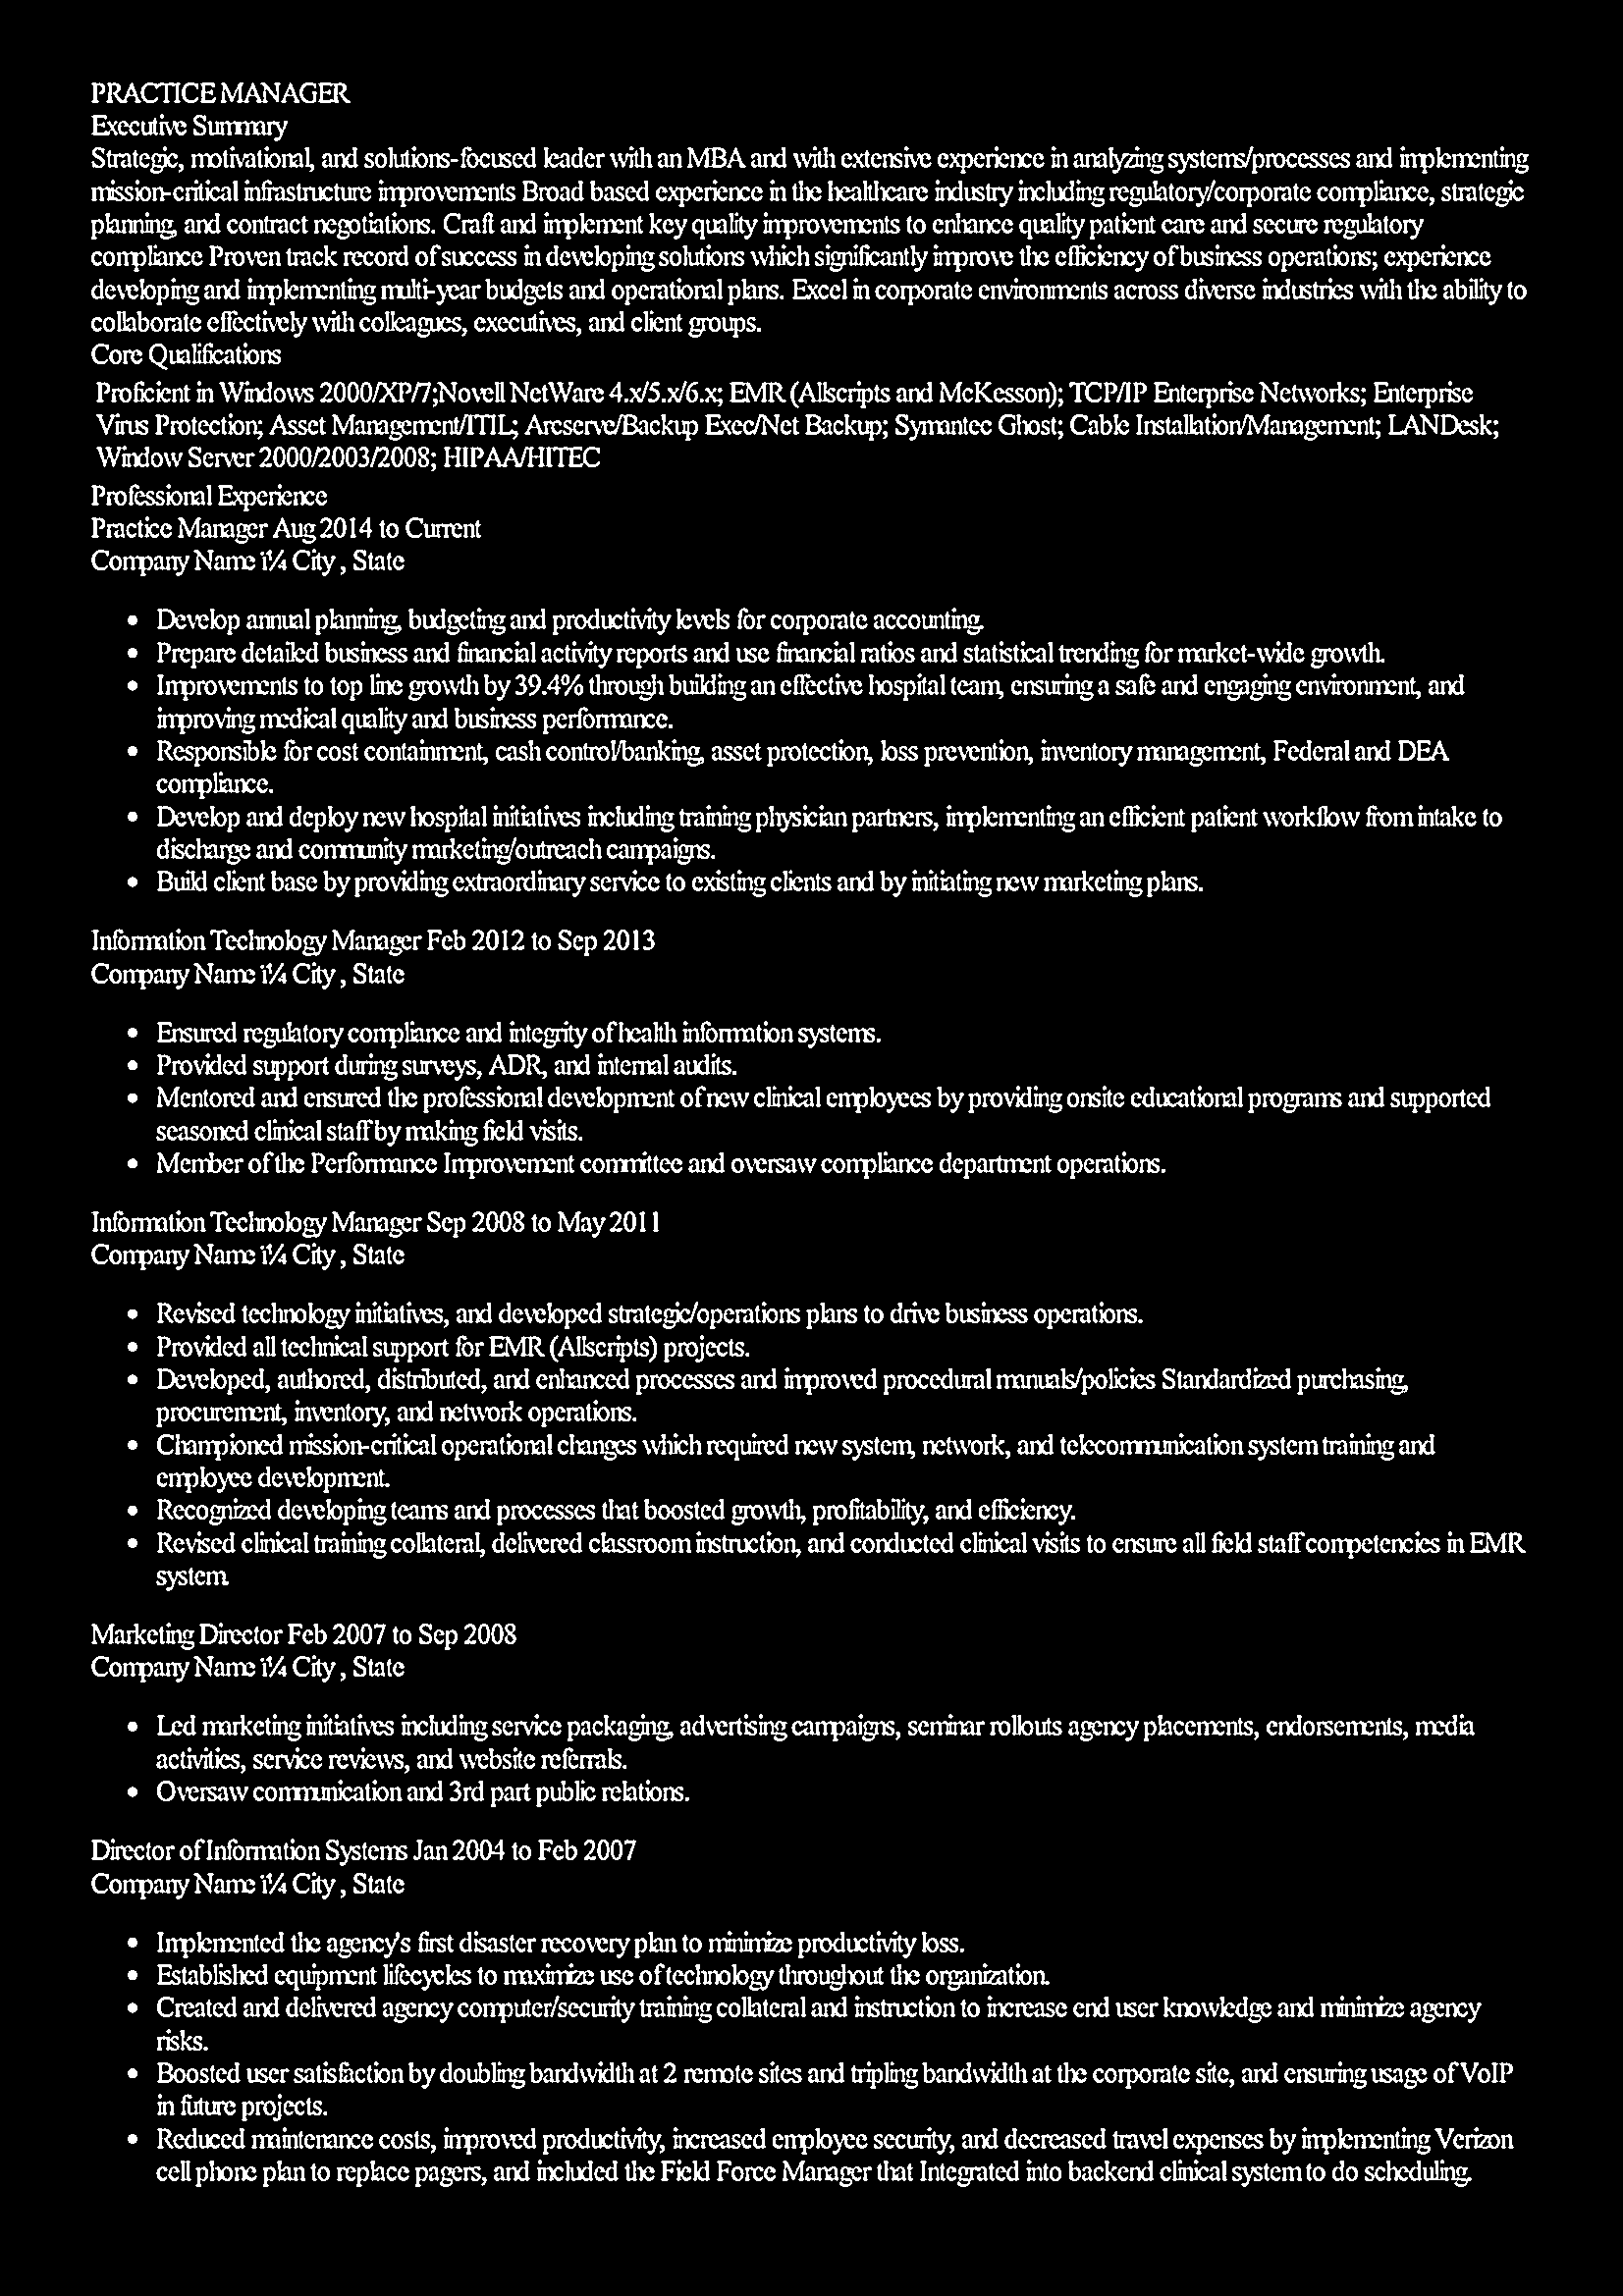 PRACTICE MANAGER
Executive Summary
Strategic, motivational, and solutions-focused leader with an MBA and with extensive experience in analyzing systems/processes and implementing
mission-critical infrastructure improvements Broad based experience in the healthcare industry including regulatory/corporate compliance, strategic
planning, and contract negotiations. Craft and implement key quality improvements to enhance quality patient care and secure regulatory
compliance Proven track record of success in developing solutions which significantly improve the efficiency of business operations; experience
developing and implementing multi-year budgets and operational plans. Excel in corporate environments across diverse industries with the ability to
collaborate effectively with colleagues, executives, and client groups.
Core Qualifications
Proficient in Windows 2000/XP/7;Novell NetWare 4.x/5.x/6.x; EMR (Allscripts and McKesson); TCP/IP Enterprise Networks; Enterprise
Virus Protection; Asset Management/ITIL; Arcserve/Backup Exec/Net Backup; Symantec Ghost; Cable Installation/Management; LANDesk;
Window Server 2000/2003/2008; HIPAA/HITEC
Professional Experience
Practice Manager Aug 2014 to Current
Company Name ï¼ City , State
• Develop annual planning, budgeting and productivity levels for corporate accounting.
• Prepare detailed business and financial activity reports and use financial ratios and statistical trending for market-wide growth.
• Improvements to top line growth by 39.4% through building an effective hospital team, ensuring a safe and engaging environment, and
improving medical quality and business performance.
• Responsible for cost containment, cash control/banking, asset protection, loss prevention, inventory management, Federal and DEA
compliance.
• Develop and deploy new hospital initiatives including training physician partners, implementing an efficient patient workflow from intake to
discharge and community marketing/outreach campaigns.
• Build client base by providing extraordinary service to existing clients and by initiating new marketing plans.
Information Technology Manager Feb 2012 to Sep 2013
Company Name ï¼ City , State
• Ensured regulatory compliance and integrity of health information systems.
• Provided support during surveys, ADR, and internal audits.
• Mentored and ensured the professional development of new clinical employees by providing onsite educational programs and supported
seasoned clinical staff by making field visits.
• Member of the Performance Improvement committee and oversaw compliance department operations.
Information Technology Manager Sep 2008 to May 2011
Company Name ï¼ City , State
• Revised technology initiatives, and developed strategic/operations plans to drive business operations.
• Provided all technical support for EMR (Allscripts) projects.
• Developed, authored, distributed, and enhanced processes and improved procedural manuals/policies Standardized purchasing,
procurement, inventory, and network operations.
• Championed mission-critical operational changes which required new system, network, and telecommunication system training and
employee development.
• Recognized developing teams and processes that boosted growth, profitability, and efficiency.
• Revised clinical training collateral, delivered classroom instruction, and conducted clinical visits to ensure all field staff competencies in EMR
system.
Marketing Director Feb 2007 to Sep 2008
Company Name ï¼ City , State
• Led marketing initiatives including service packaging, advertising campaigns, seminar rollouts agency placements, endorsements, media
activities, service reviews, and website referrals.
• Oversaw communication and 3rd part public relations.
Director of Information Systems Jan 2004 to Feb 2007
Company Name ï¼ City , State
• Implemented the agency's first disaster recovery plan to minimize productivity loss.
• Established equipment lifecycles to maximize use of technology throughout the organization.
• Created and delivered agency computer/security training collateral and instruction to increase end user knowledge and minimize agency
risks.
• Boosted user satisfaction by doubling bandwidth at 2 remote sites and tripling bandwidth at the corporate site, and ensuring usage of VoIP
in future projects.
• Reduced maintenance costs, improved productivity, increased employee security, and decreased travel expenses by implementing Verizon
cell phone plan to replace pagers, and included the Field Force Manager that Integrated into backend clinical system to do scheduling.